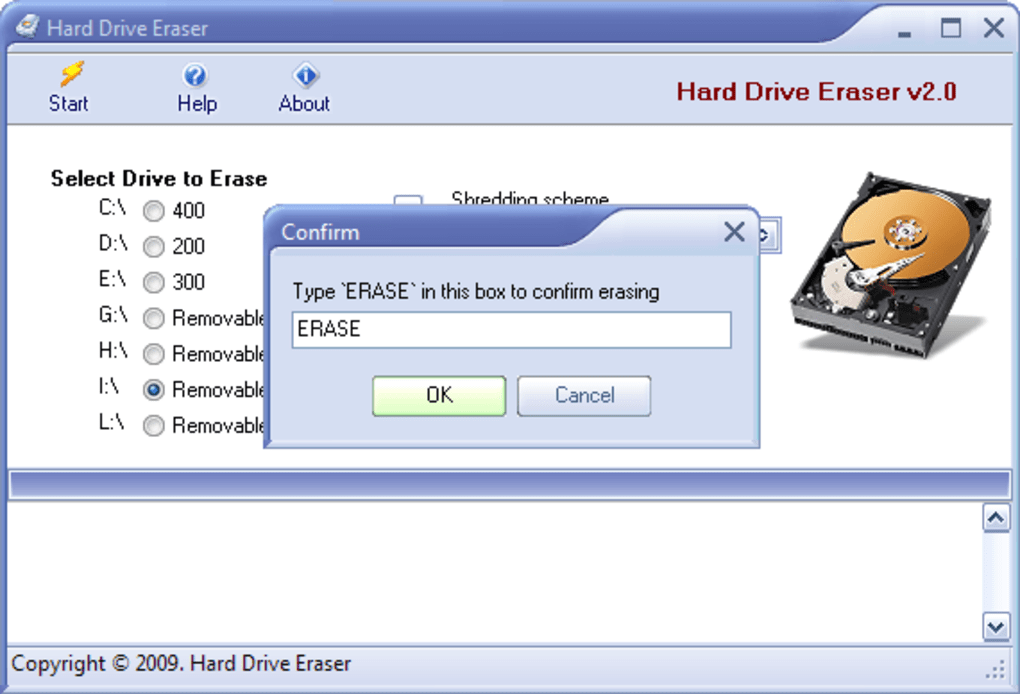 Hard Drive Eraser
Start
Help
About
Hard Drive Eraser v2.0
Select Drive to Erase
C:\ 400
Shredding scheme
D:\ 200
E:\ 300
G:\ Removable
H:\ Removable
I:\ Removable
L:\ Removable
Confirm
Type `ERASE` in this box to confirm erasing
ERASE
OK
Cancel
Copyright © 2009. Hard Drive Eraser